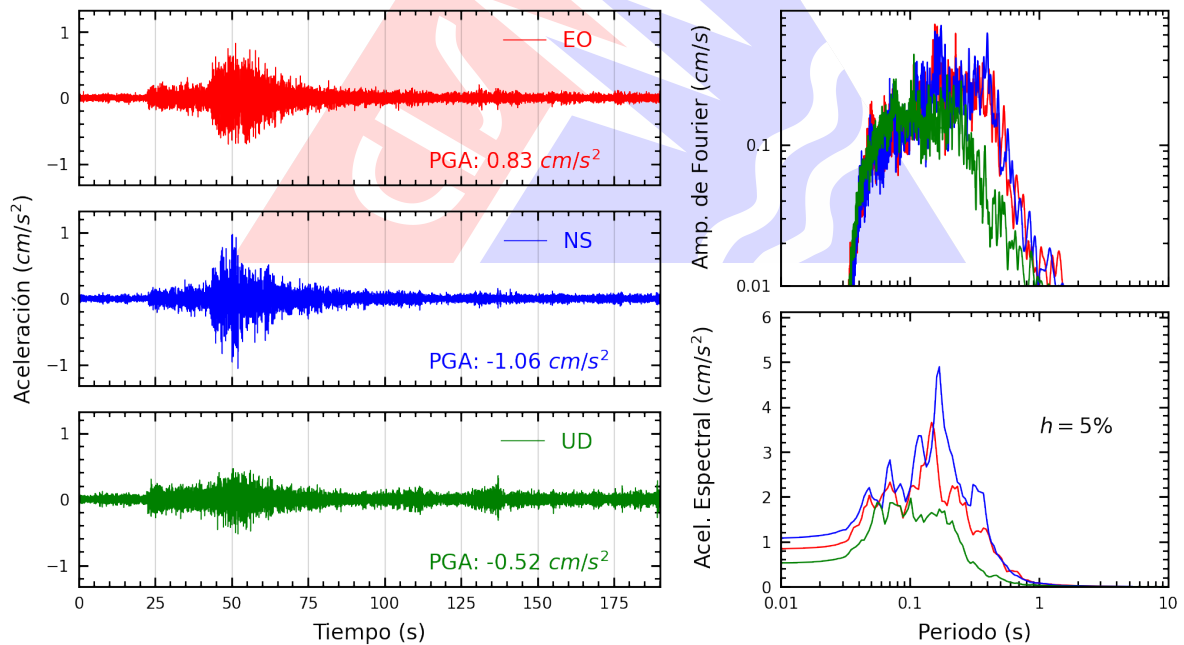 Aceleración (cm/s²)
1
0
−1
EO
PGA: 0.83 cm/s²
1
0
−1
NS
PGA: -1.06 cm/s²
1
0
−1
UD
PGA: -0.52 cm/s²
0 25 50 75 100 125 150 175
Tiempo (s)
Amp. de Fourier (cm/s)
0.1
0.01
Acel. Espectral (cm/s²)
6
5
4
3
2
1
0
h = 5%
0.01 0.1 1 10
Periodo (s)